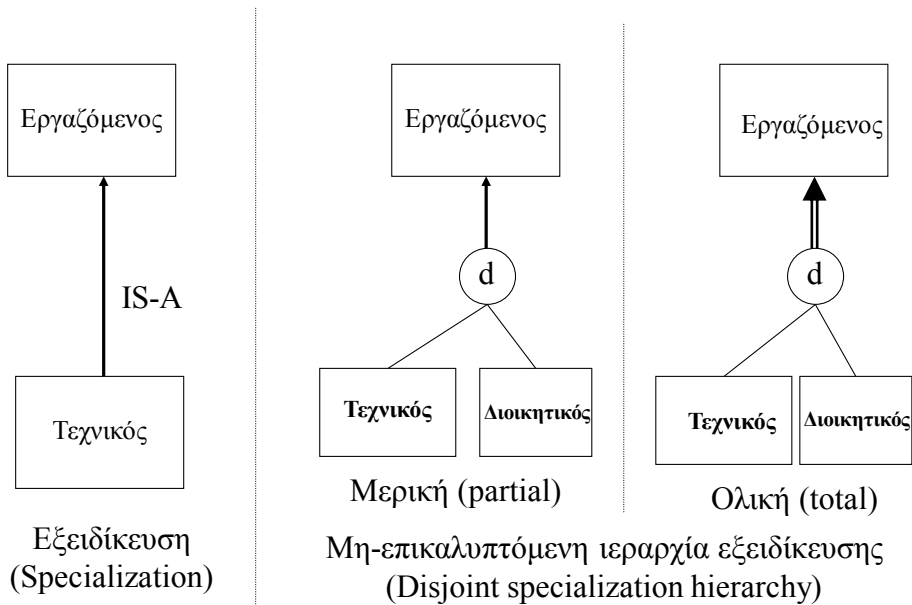 Εργαζόμενος
IS-A
Τεχνικός
Εξειδίκευση
(Specialization)
Εργαζόμενος
d
Τεχνικός
Διοικητικός
Μερική (partial)
Εργαζόμενος
d
Τεχνικός
Διοικητικός
Ολική (total)
Μη-επικαλυπτόμενη ιεραρχία εξειδίκευσης
(Disjoint specialization hierarchy)